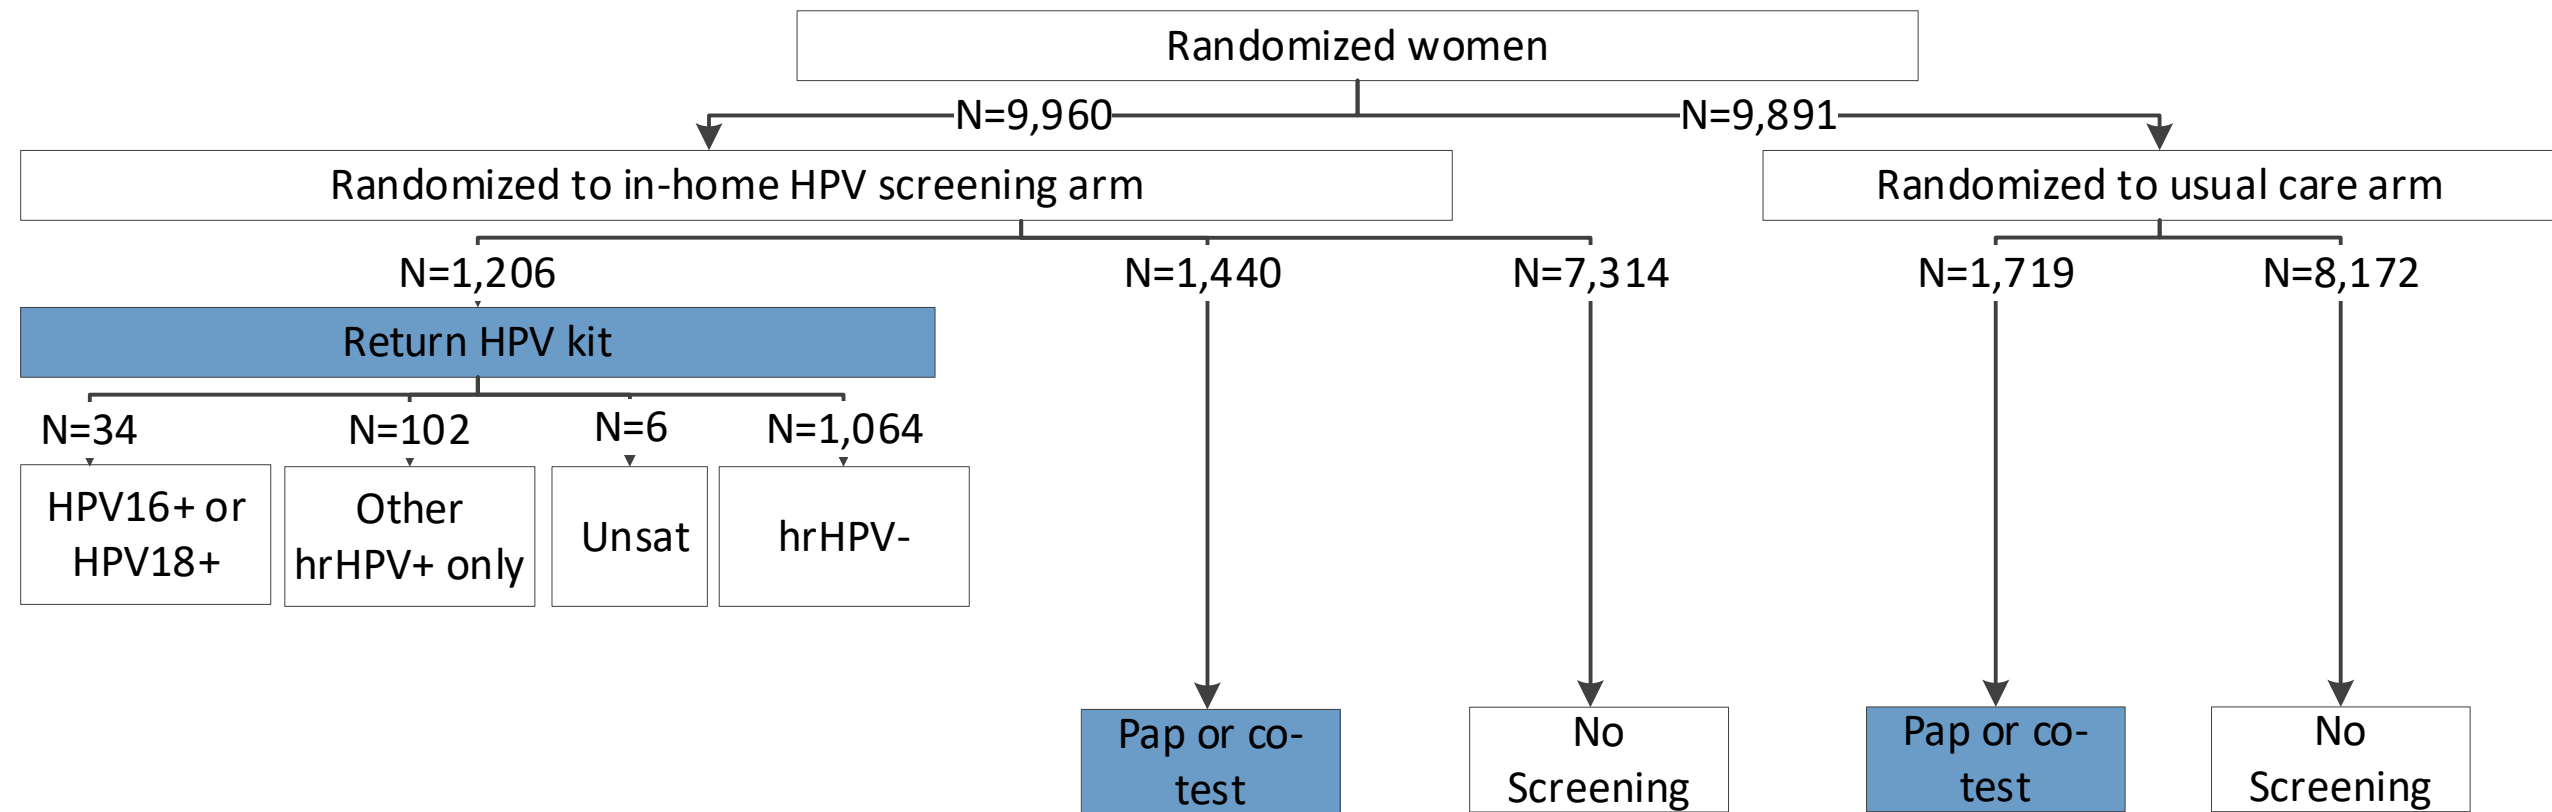 Randomized women
N=9,960
N=9,891
Randomized to in-home HPV screening arm
Randomized to usual care arm
N=1,206
N=1,440
N=7,314
N=1,719
N=8,172
Return HPV kit
N=34
N=102
N=6
N=1,064
HPV16+ or
HPV18+
Other
hrHPV+ only
Unsat
hrHPV-
Pap or co-
test
No
Screening
Pap or co-
test
No
Screening